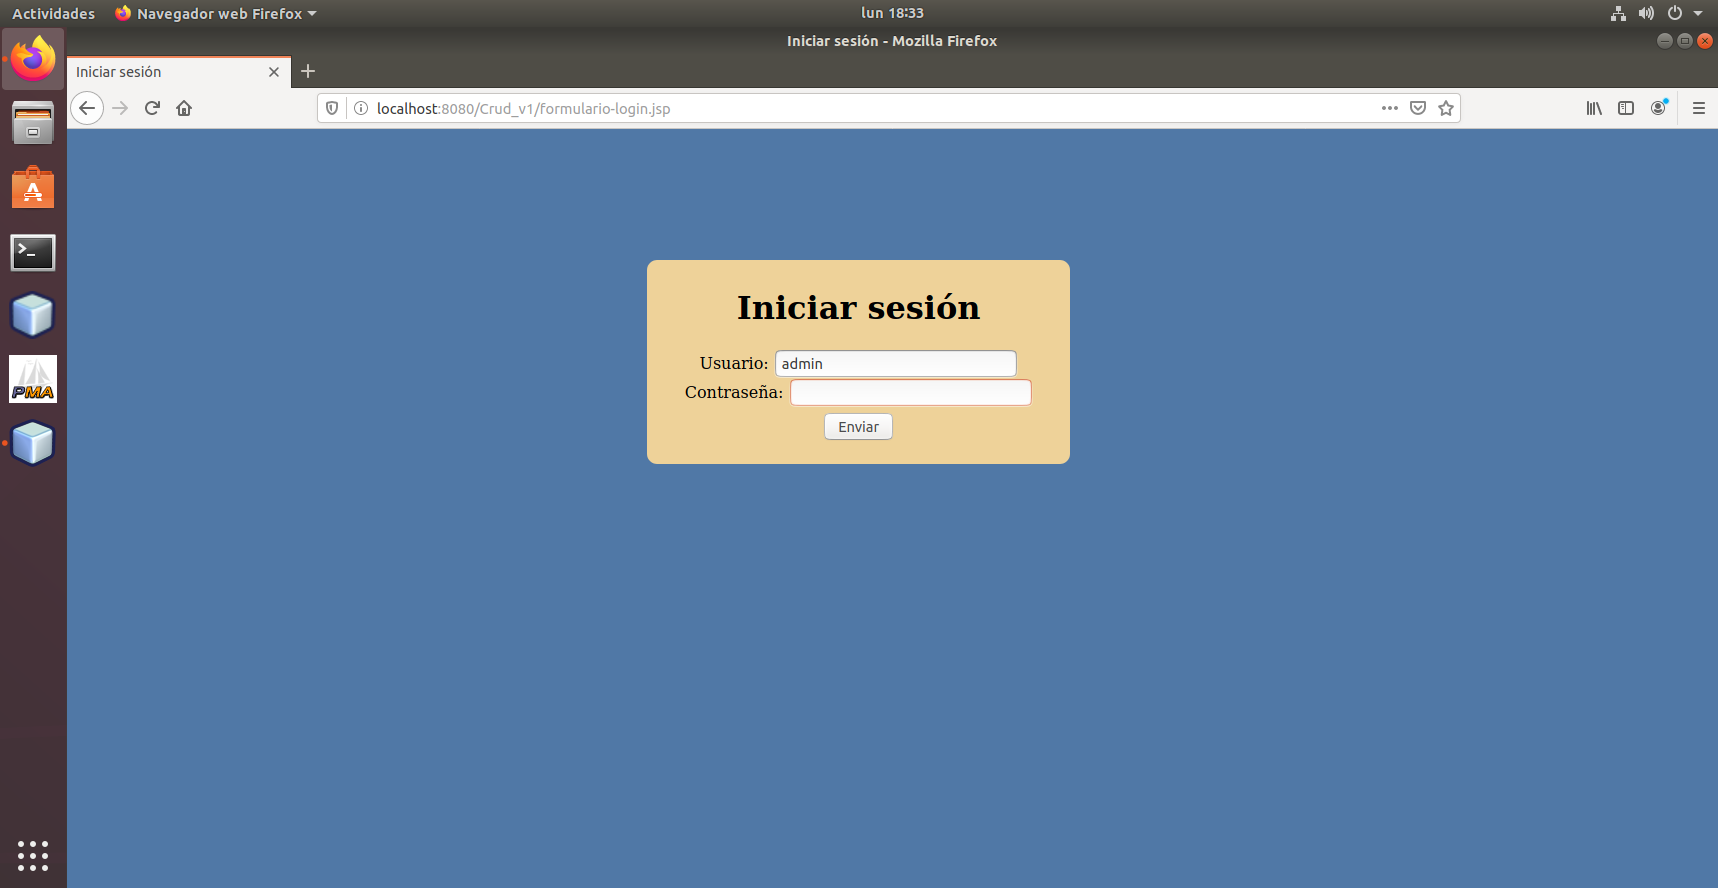 Actividades Navegador web Firefox lun 18:33
Iniciar sesión - Mozilla Firefox
Iniciar sesión
localhost:8080/Crud_v1/formulario-login.jsp
Iniciar sesión
Usuario: admin
Contraseña:
Enviar
PMA